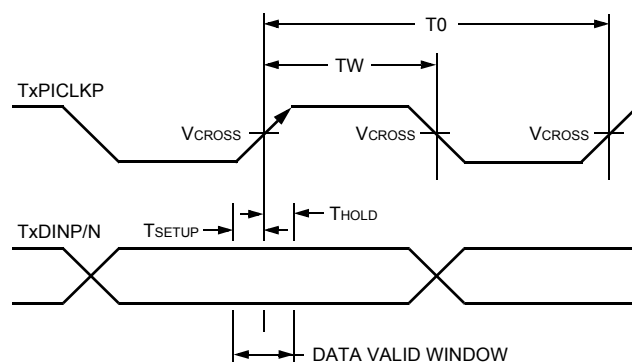 T0
TW
TxPICLKP
VCROSS VCROSS VCROSS
THOLD
TxDINP/N
TSETUP
DATA VALID WINDOW